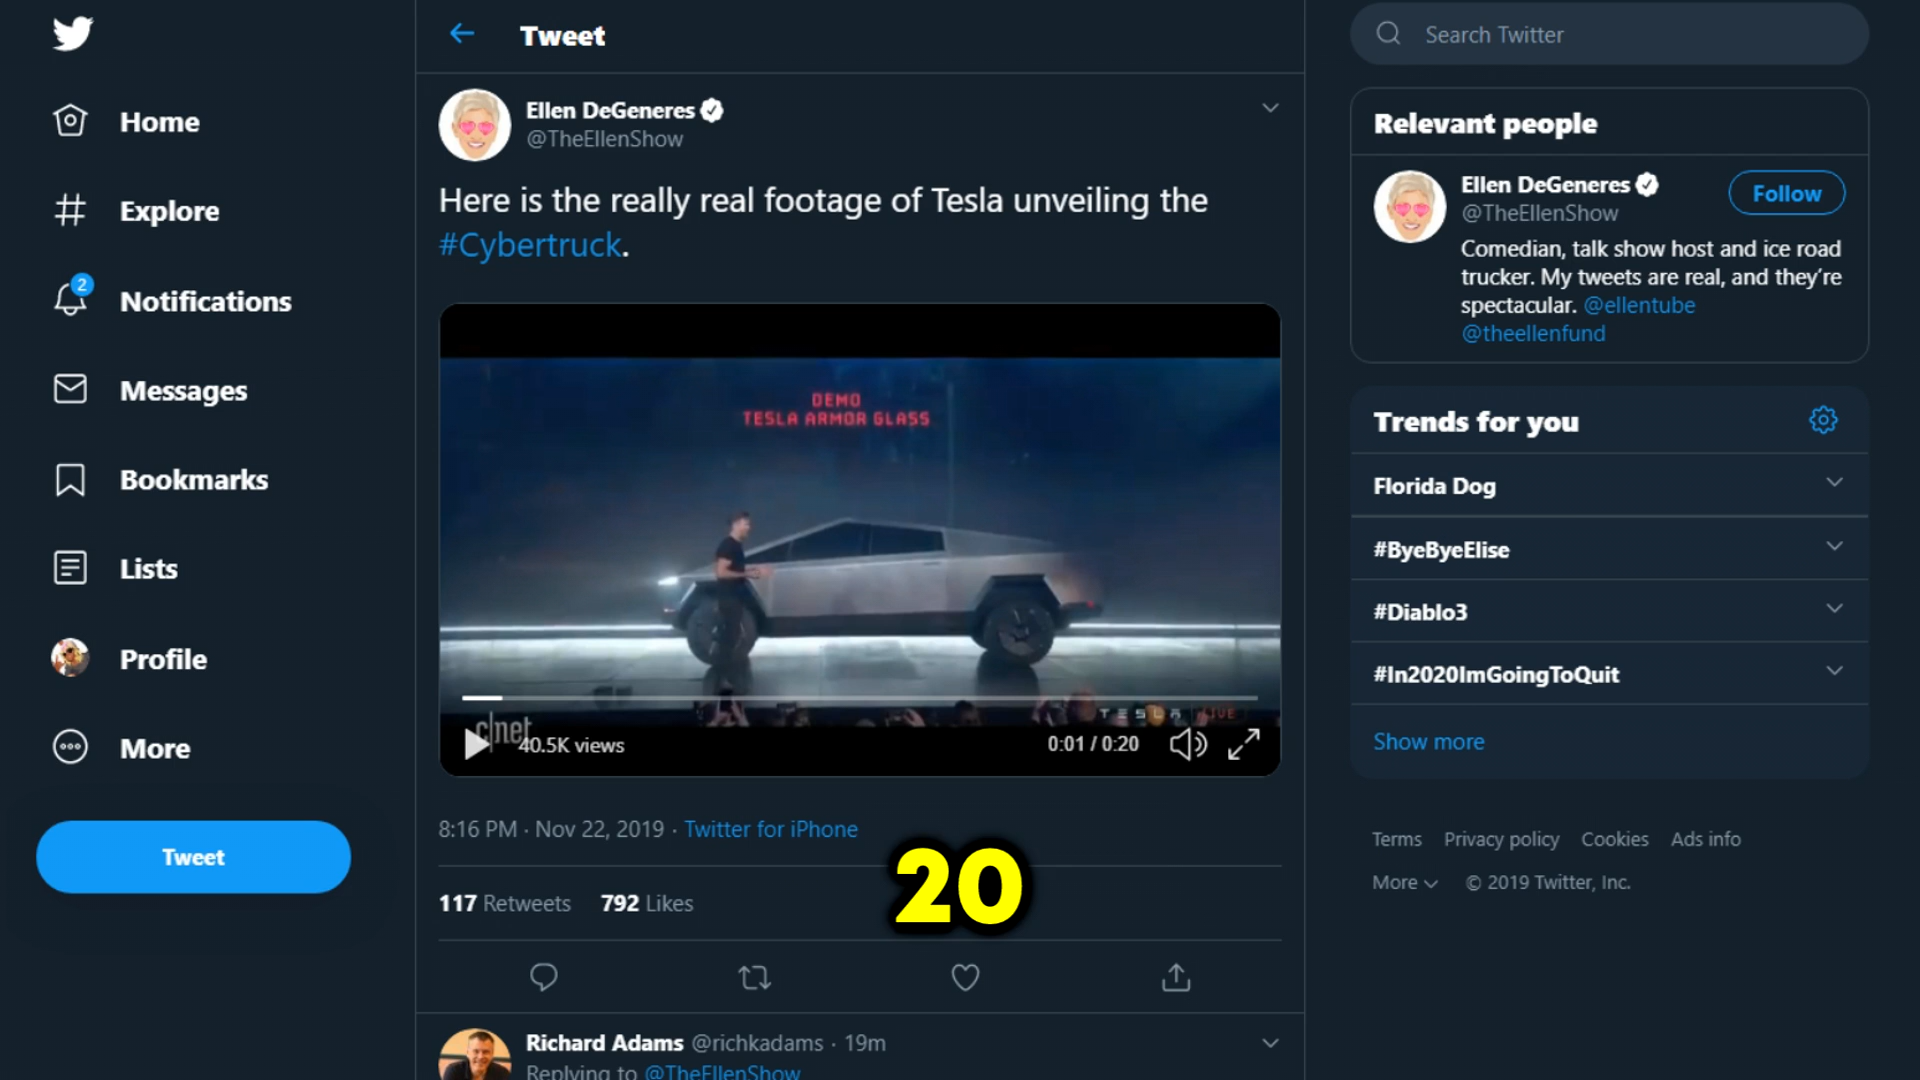 Home
Explore
2
Notifications
Messages
Bookmarks
Lists
Profile
More
Tweet
Tweet
Ellen DeGeneres
@TheEllenShow
Here is the really real footage of Tesla unveiling the
#Cybertruck.
DEMO
TESLA ARMOR GLASS
TESLA LIVE
c|net
40.5K views
0:01 / 0:20
8:16 PM · Nov 22, 2019 · Twitter for iPhone
20
117 Retweets 792 Likes
Richard Adams @richkadams · 19m
Replying to @TheEllenShow
Search Twitter
Relevant people
Ellen DeGeneres
@TheEllenShow
Follow
Comedian, talk show host and ice road
trucker. My tweets are real, and they're
spectacular. @ellentube
@theellenfund
Trends for you
Florida Dog
#ByeByeElise
#Diablo3
#In2020ImGoingToQuit
Show more
Terms Privacy policy Cookies Ads info
More © 2019 Twitter, Inc.